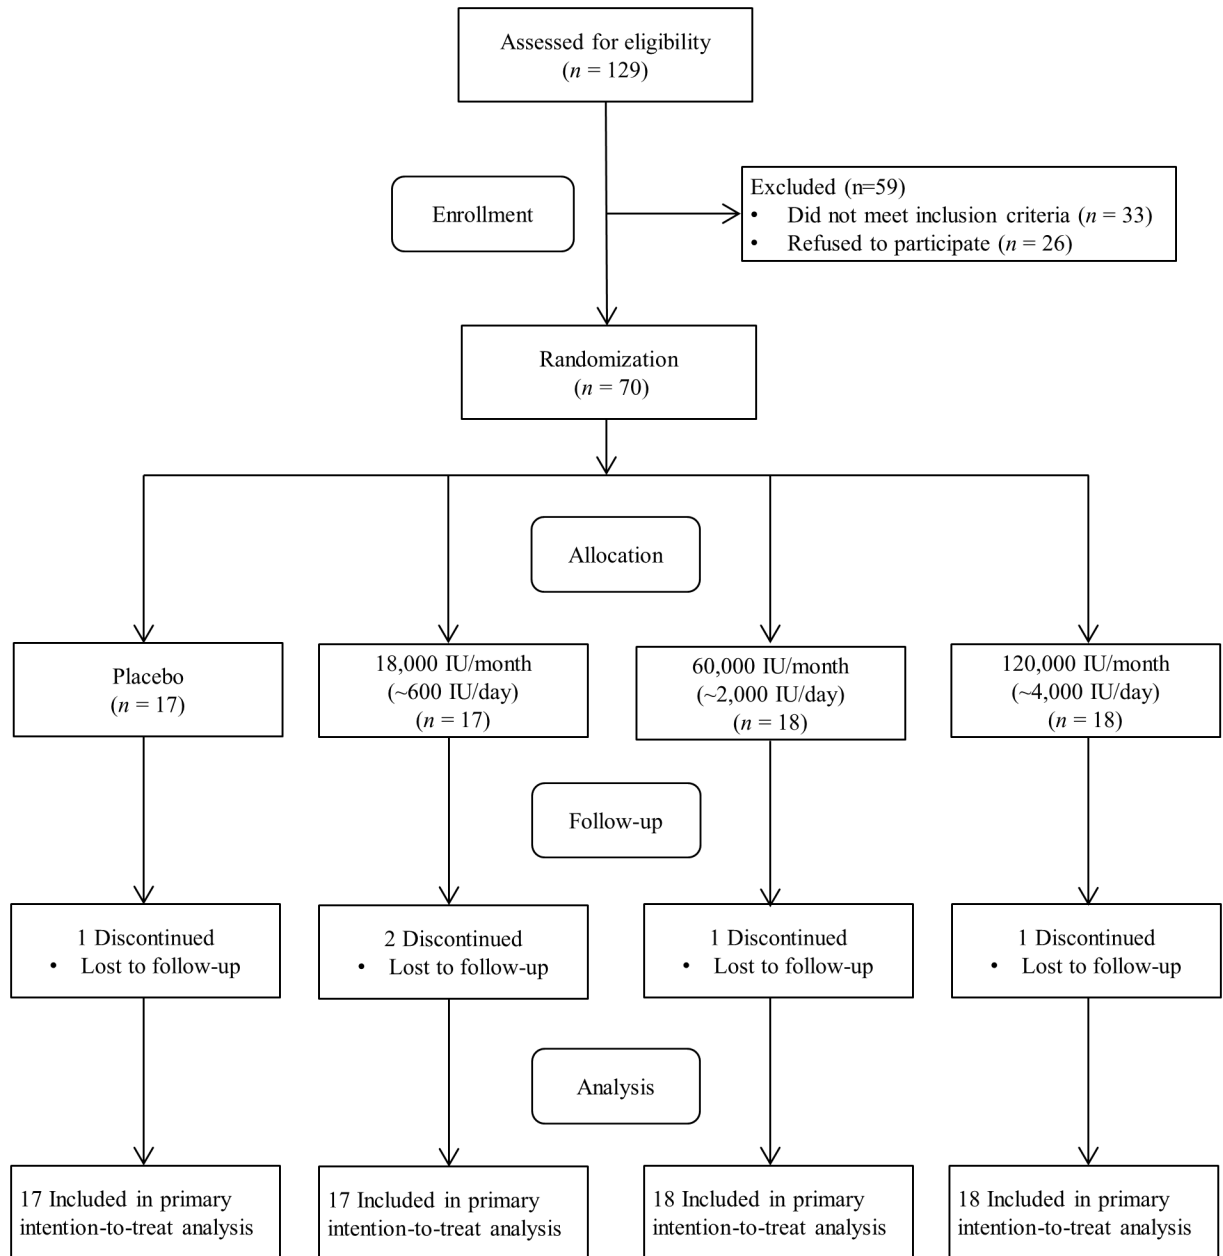 Assessed for eligibility
(n = 129)
Enrollment
Excluded (n=59)
• Did not meet inclusion criteria (n = 33)
• Refused to participate (n = 26)
Randomization
(n = 70)
Allocation
Placebo
(n = 17)
18,000 IU/month
(~600 IU/day)
(n = 17)
60,000 IU/month
(~2,000 IU/day)
(n = 18)
120,000 IU/month
(~4,000 IU/day)
(n = 18)
Follow-up
1 Discontinued
• Lost to follow-up
2 Discontinued
• Lost to follow-up
1 Discontinued
• Lost to follow-up
1 Discontinued
• Lost to follow-up
Analysis
17 Included in primary
intention-to-treat analysis
17 Included in primary
intention-to-treat analysis
18 Included in primary
intention-to-treat analysis
18 Included in primary
intention-to-treat analysis